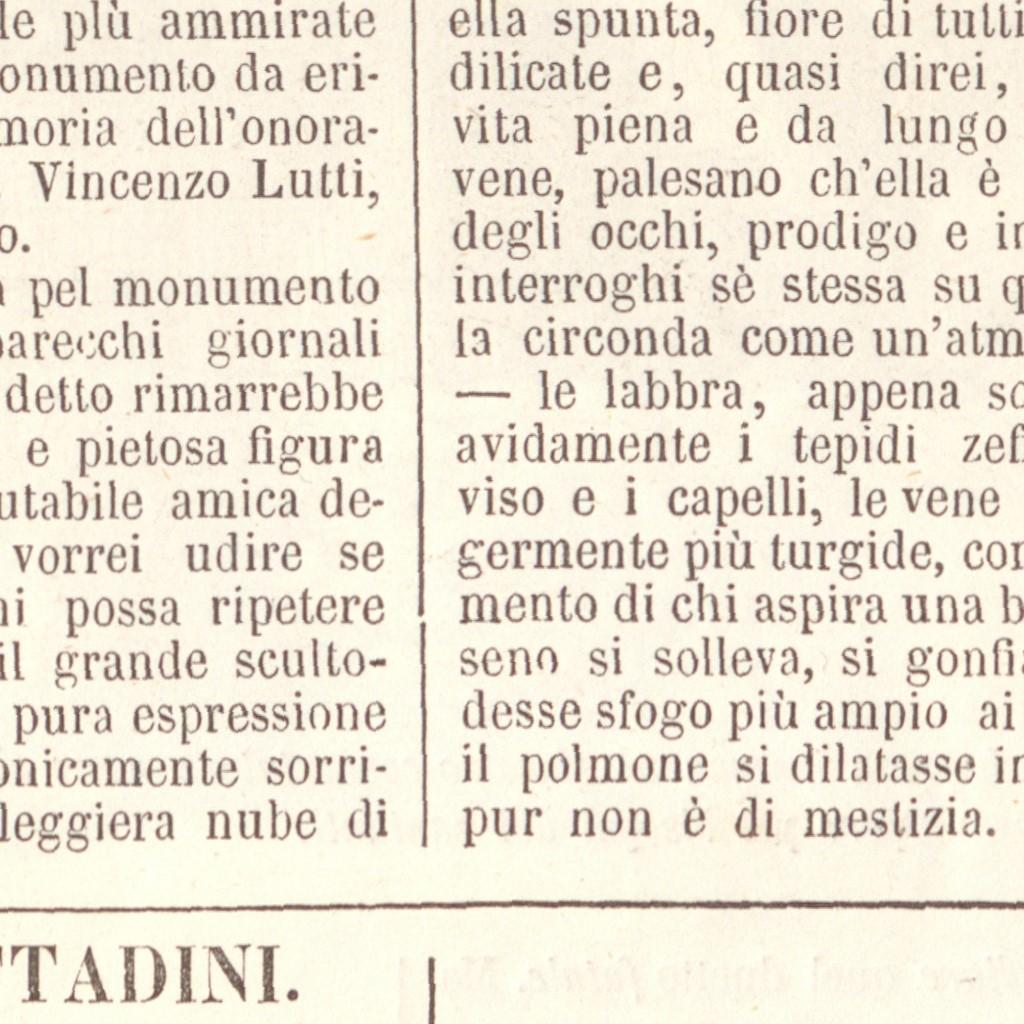 le più ammirate
onumento da eri-
moria dell'onora-
Vincenzo Lutti,
o.
pel monumento
parecchi giornali
detto rimarrebbe
e pietosa figura
utabile amica de-
vorrei udire se
ni possa ripetere
il grande sculto-
pura espressione
onicamente sorri-
leggiera nube di
ella spunta, fiore di tutti
dilicate e, quasi direi,
vita piena e da lungo
vene, palesano ch'ella è
degli occhi, prodigo e in
interroghi sè stessa su q
la circonda come un'atm
— le labbra, appena sc
avidamente i tepidi zefi
viso e i capelli, le vene
germente più turgide, con
mento di chi aspira una b
seno si solleva, si gonfia
desse sfogo più ampio ai
il polmone si dilatasse in
pur non è di mestizia.
TTADINI.